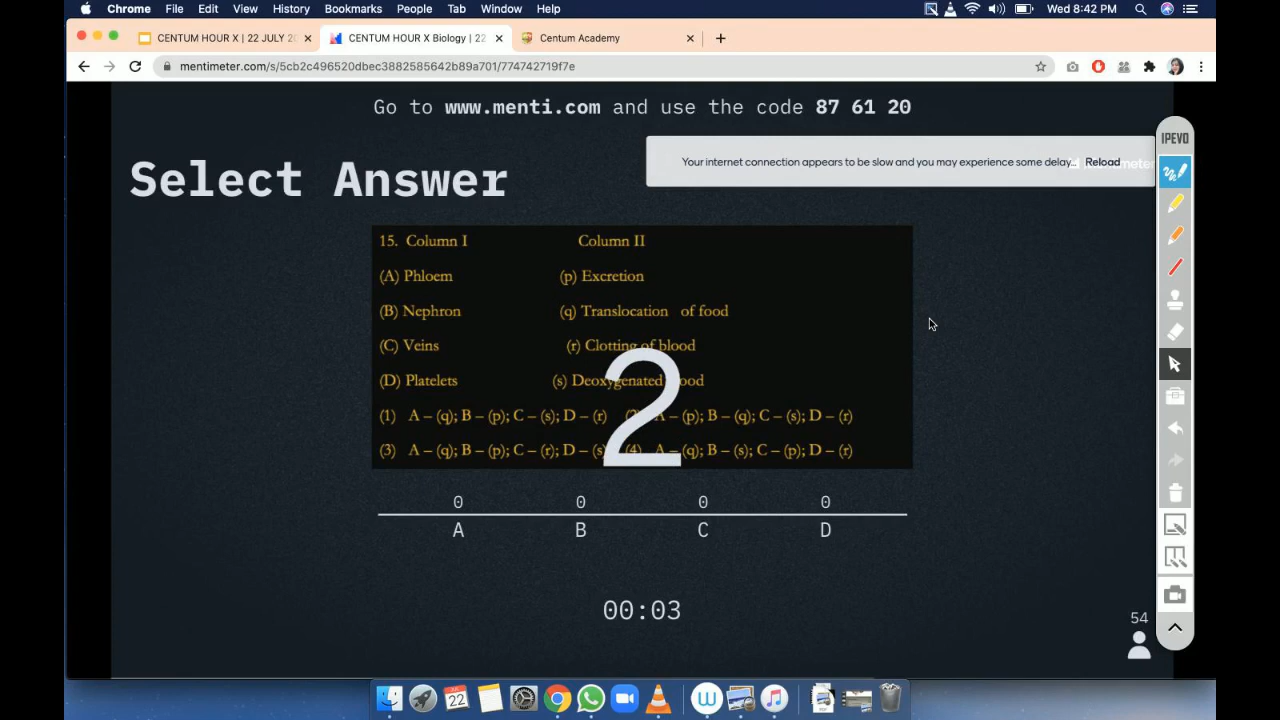 Chrome File Edit View History Bookmarks People Tab Window Help Wed 8:42 PM
CENTUM HOUR X | 22 JULY 20 CENTUM HOUR X Biology | 22 Centum Academy
mentimeter.com/s/5cb2c496520dbec3882585642b89a701/774742719f7e
Go to www.menti.com and use the code 87 61 20
IPEVO
Your internet connection appears to be slow and you may experience some delay... Reload
Select Answer
15. Column I Column II
(A) Phloem (p) Excretion
(B) Nephron (q) Translocation of food
(C) Veins (r) Clotting of blood
(D) Platelets (s) Deoxygenated blood
(1) A – (q); B – (p); C – (s); D – (r) (2) A – (p); B – (q); C – (s); D – (r)
(3) A – (q); B – (p); C – (r); D – (s) (4) A – (q); B – (s); C – (p); D – (r)
2
0 0 0 0
A B C D
00:03
54
JUL
22